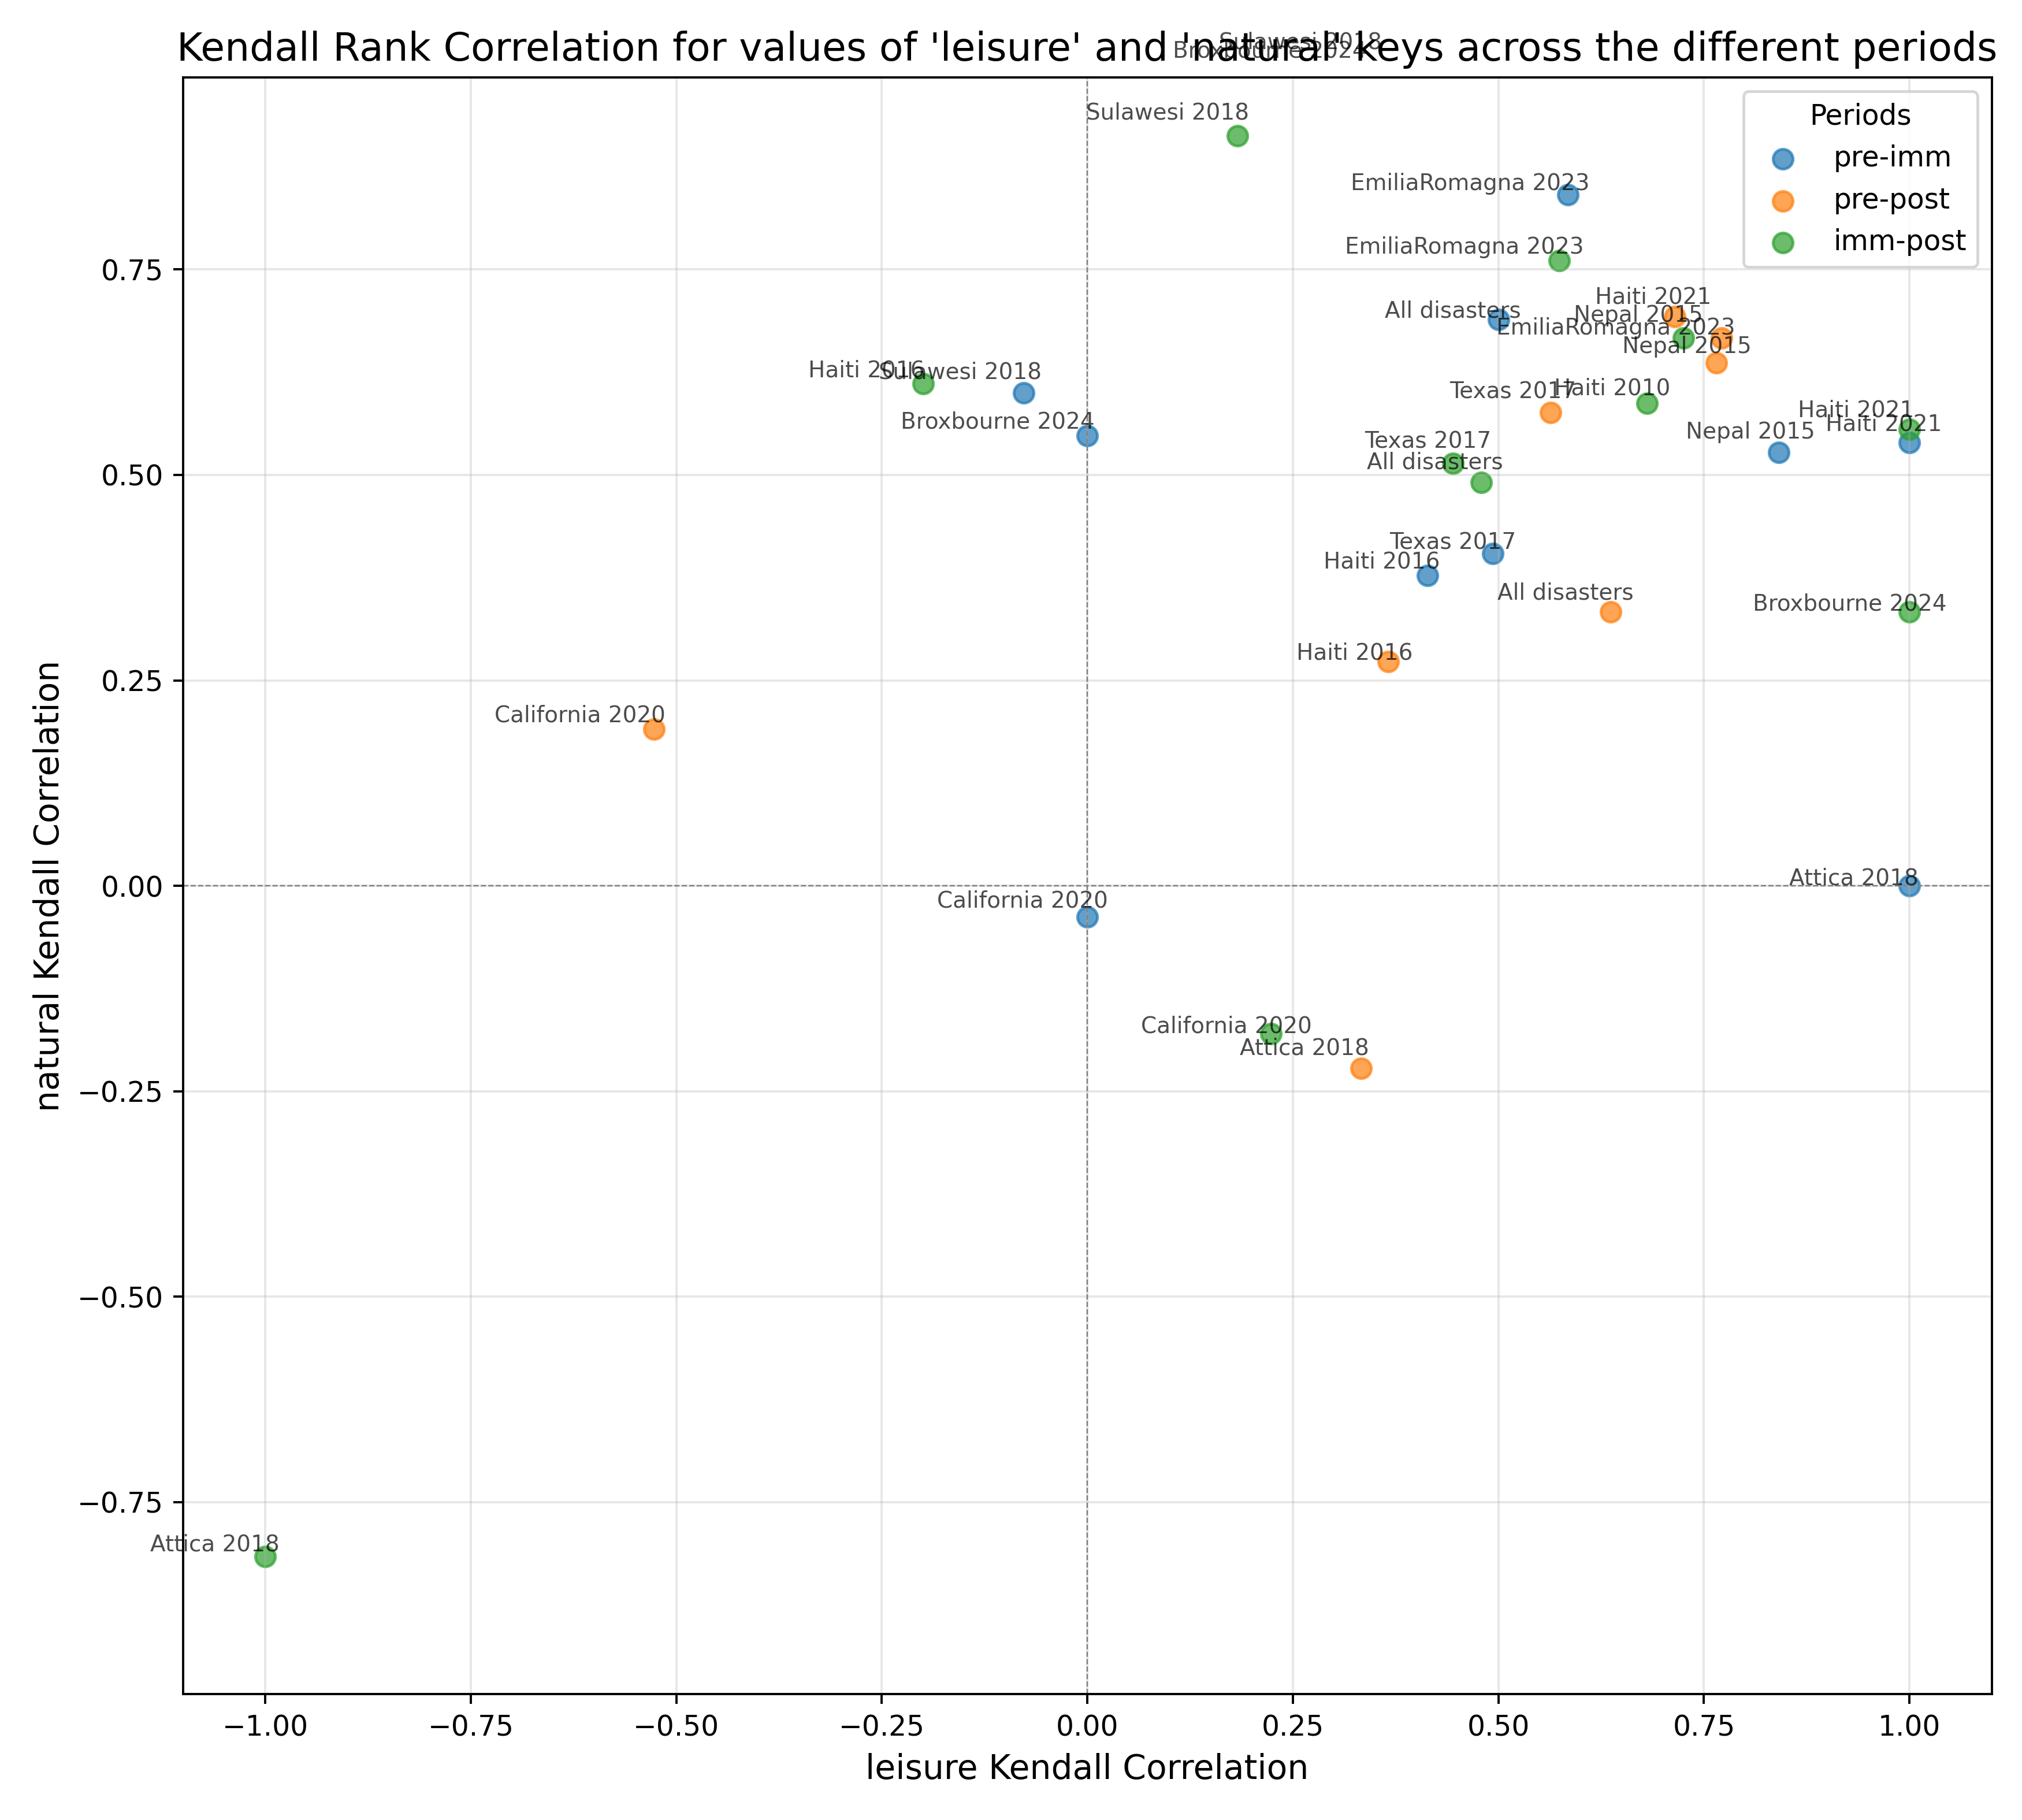 Kendall Rank Correlation for values of 'leisure' and 'natural' keys across the different periods
Sulawesi 2018
Broxbourne 2024
Sulawesi 2018
Periods
pre-imm
pre-post
imm-post
EmiliaRomagna 2023
EmiliaRomagna 2023
Haiti 2021
All disasters
Nepal 2015
EmiliaRomagna 2023
Nepal 2015
Haiti 2016
Sulawesi 2018
Texas 2017
Haiti 2010
Broxbourne 2024
Haiti 2021
Haiti 2021
Nepal 2015
Texas 2017
All disasters
Texas 2017
Haiti 2016
All disasters
Broxbourne 2024
Haiti 2016
California 2020
Attica 2018
California 2020
California 2020
Attica 2018
Attica 2018
0.75
0.50
0.25
0.00
−0.25
−0.50
−0.75
natural Kendall Correlation
−1.00
−0.75
−0.50
−0.25
0.00
0.25
0.50
0.75
1.00
leisure Kendall Correlation